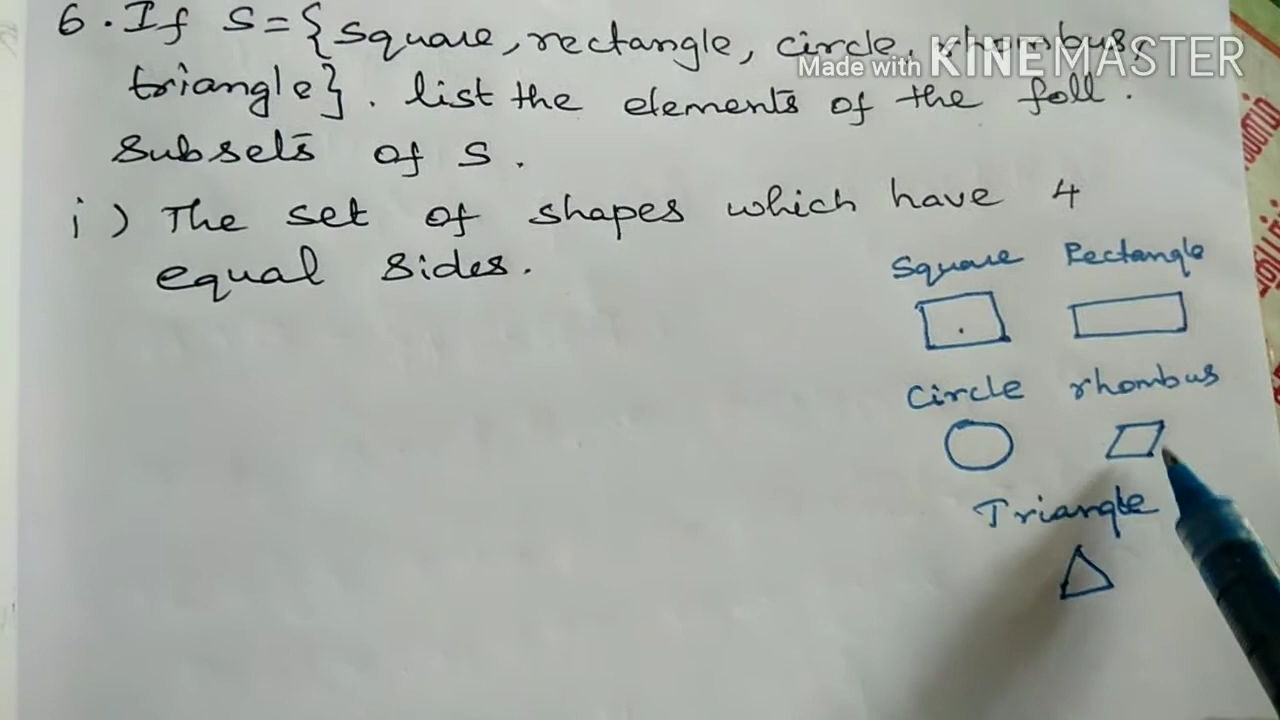 6. If S = {square, rectangle, circle, rhombus,
Made with KINEMASTER
triangle}. list the elements of the foll.
subsets of S.
i) The set of shapes which have 4
equal sides.
Square Rectangle
Circle rhombus
Triangle